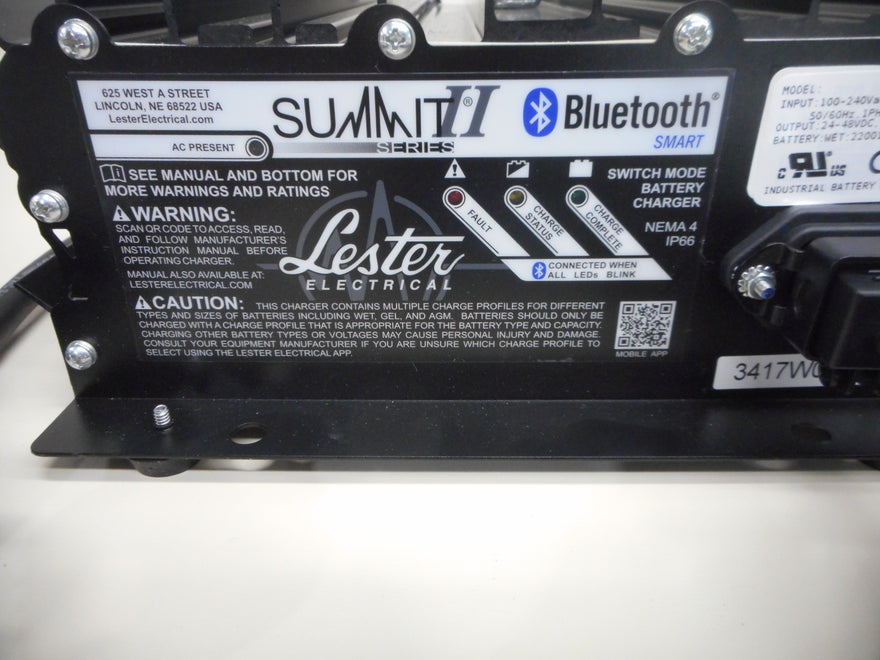 625 WEST A STREET
LINCOLN, NE 68522 USA
LesterElectrical.com
AC PRESENT
SUMMIT II®
SERIES
Bluetooth®
SMART
SEE MANUAL AND BOTTOM FOR
MORE WARNINGS AND RATINGS
WARNING:
SCAN QR CODE TO ACCESS, READ,
AND FOLLOW MANUFACTURER'S
INSTRUCTION MANUAL BEFORE
OPERATING CHARGER.
MANUAL ALSO AVAILABLE AT:
LESTERELECTRICAL.COM
Lester
ELECTRICAL
FAULT
CHARGE
STATUS
CHARGE
COMPLETE
CONNECTED WHEN
ALL LEDs BLINK
SWITCH MODE
BATTERY
CHARGER
NEMA 4
IP66
CAUTION: THIS CHARGER CONTAINS MULTIPLE CHARGE PROFILES FOR DIFFERENT
TYPES AND SIZES OF BATTERIES INCLUDING WET, GEL, AND AGM. BATTERIES SHOULD ONLY BE
CHARGED WITH A CHARGE PROFILE THAT IS APPROPRIATE FOR THE BATTERY TYPE AND CAPACITY.
CHARGING OTHER BATTERY TYPES OR VOLTAGES MAY CAUSE PERSONAL INJURY AND DAMAGE.
CONSULT YOUR EQUIPMENT MANUFACTURER IF YOU ARE UNSURE WHICH CHARGE PROFILE TO
SELECT USING THE LESTER ELECTRICAL APP.
MOBILE APP
MODEL:
INPUT: 100-240Va
50/60Hz, 1PH
OUTPUT: 24-48VDC,
BATTERY: WET: 2200
c RU us
INDUSTRIAL BATTERY
3417W